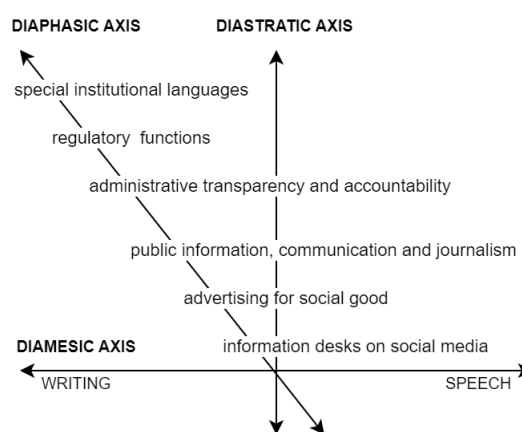 DIAPHASIC AXIS DIASTRATIC AXIS
special institutional languages
regulatory functions
administrative transparency and accountability
public information, communication and journalism
advertising for social good
DIAMESIC AXIS information desks on social media
WRITING SPEECH